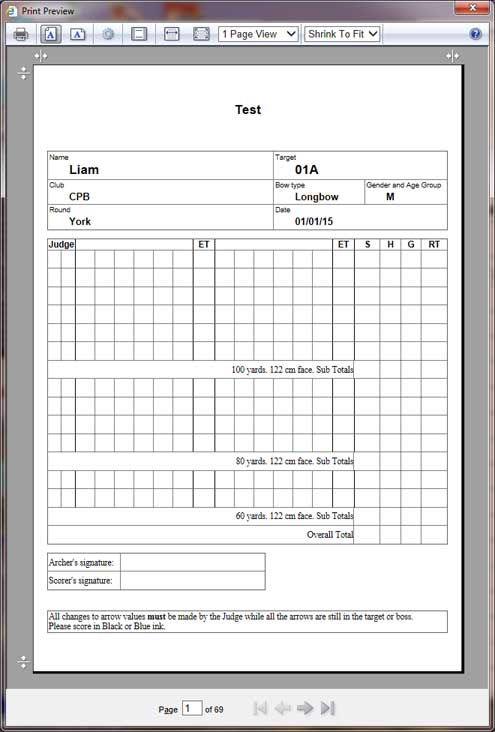 Print Preview
1 Page View
Shrink To Fit
Test
Name
Target
Liam
01A
Club
Bow type
Gender and Age Group
CPB
Longbow
M
Round
Date
York
01/01/15
Judge ET ET S H G RT
100 yards. 122 cm face. Sub Totals
80 yards. 122 cm face. Sub Totals
60 yards. 122 cm face. Sub Totals
Overall Total
Archer's signature:
Scorer's signature:
All changes to arrow values must be made by the Judge while all the arrows are still in the target or boss.
Please score in Black or Blue ink.
Page 1 of 69